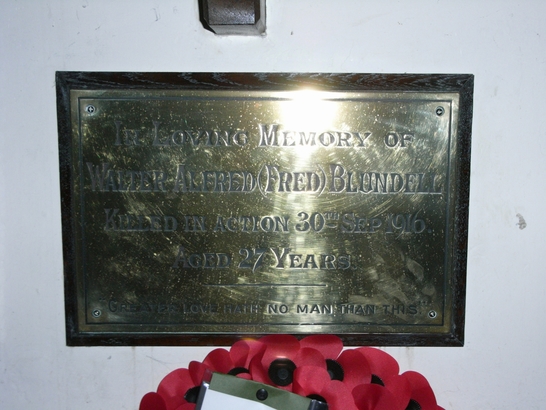 In Loving Memory of
Walter Alfred (Fred) Blundell
Killed in Action 30th Sep. 1916
Aged 27 Years.
"Greater love hath no man than this"